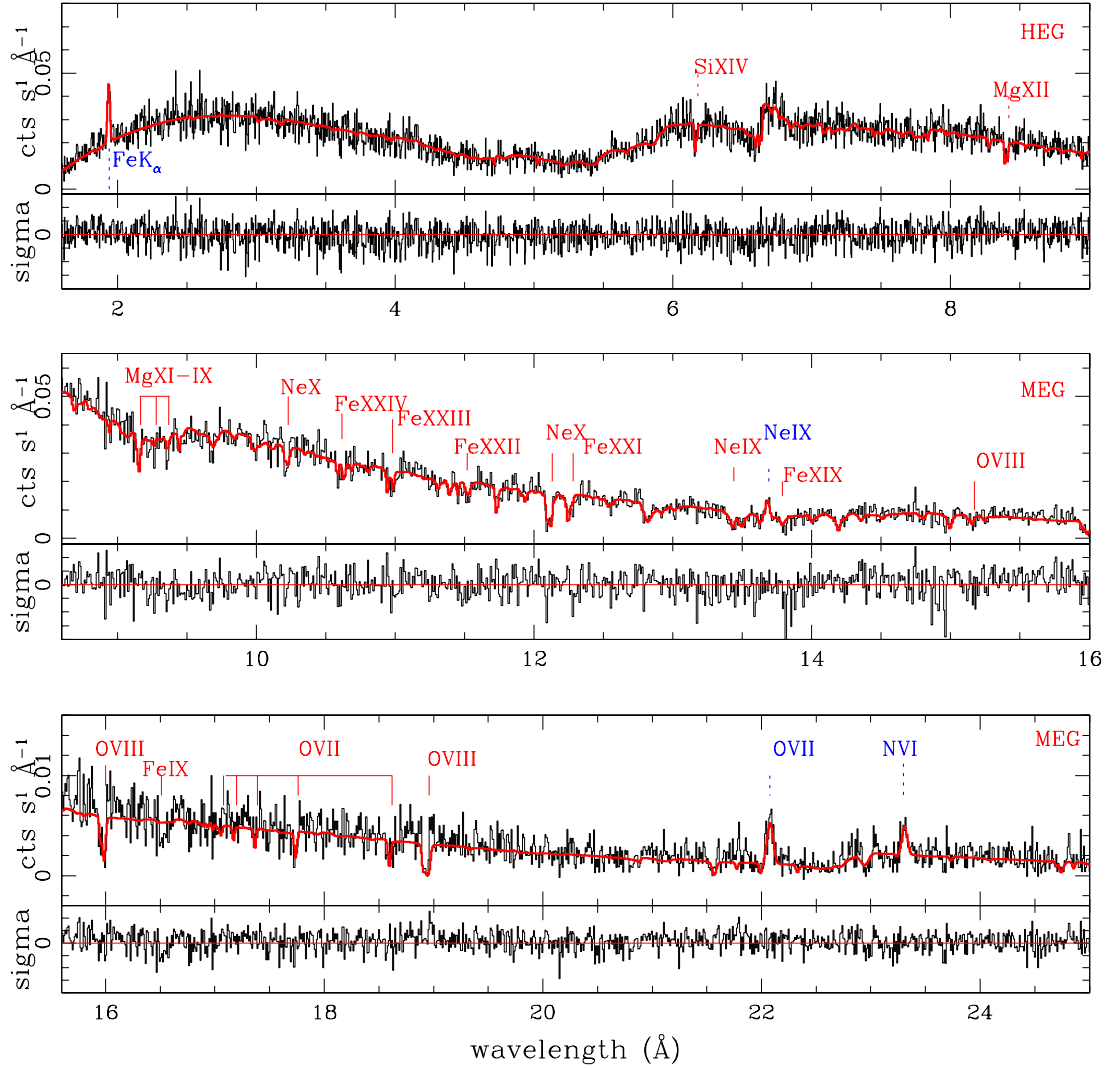 HEG
SiXIV
MgXII
FeKα
cts s⁻¹ Å⁻¹
0 0.05
sigma
0
2 4 6 8
MgXI−IX
NeX
FeXXIV
FeXXIII
FeXXII
NeX
FeXXI
NeIX
NeIX
FeXIX
OVIII
MEG
cts s⁻¹ Å⁻¹
0 0.05
sigma
0
10 12 14 16
OVIII
FeIX
OVII
OVIII
OVII
NVI
MEG
cts s⁻¹ Å⁻¹
0 0.01
sigma
0
16 18 20 22 24
wavelength (Å)